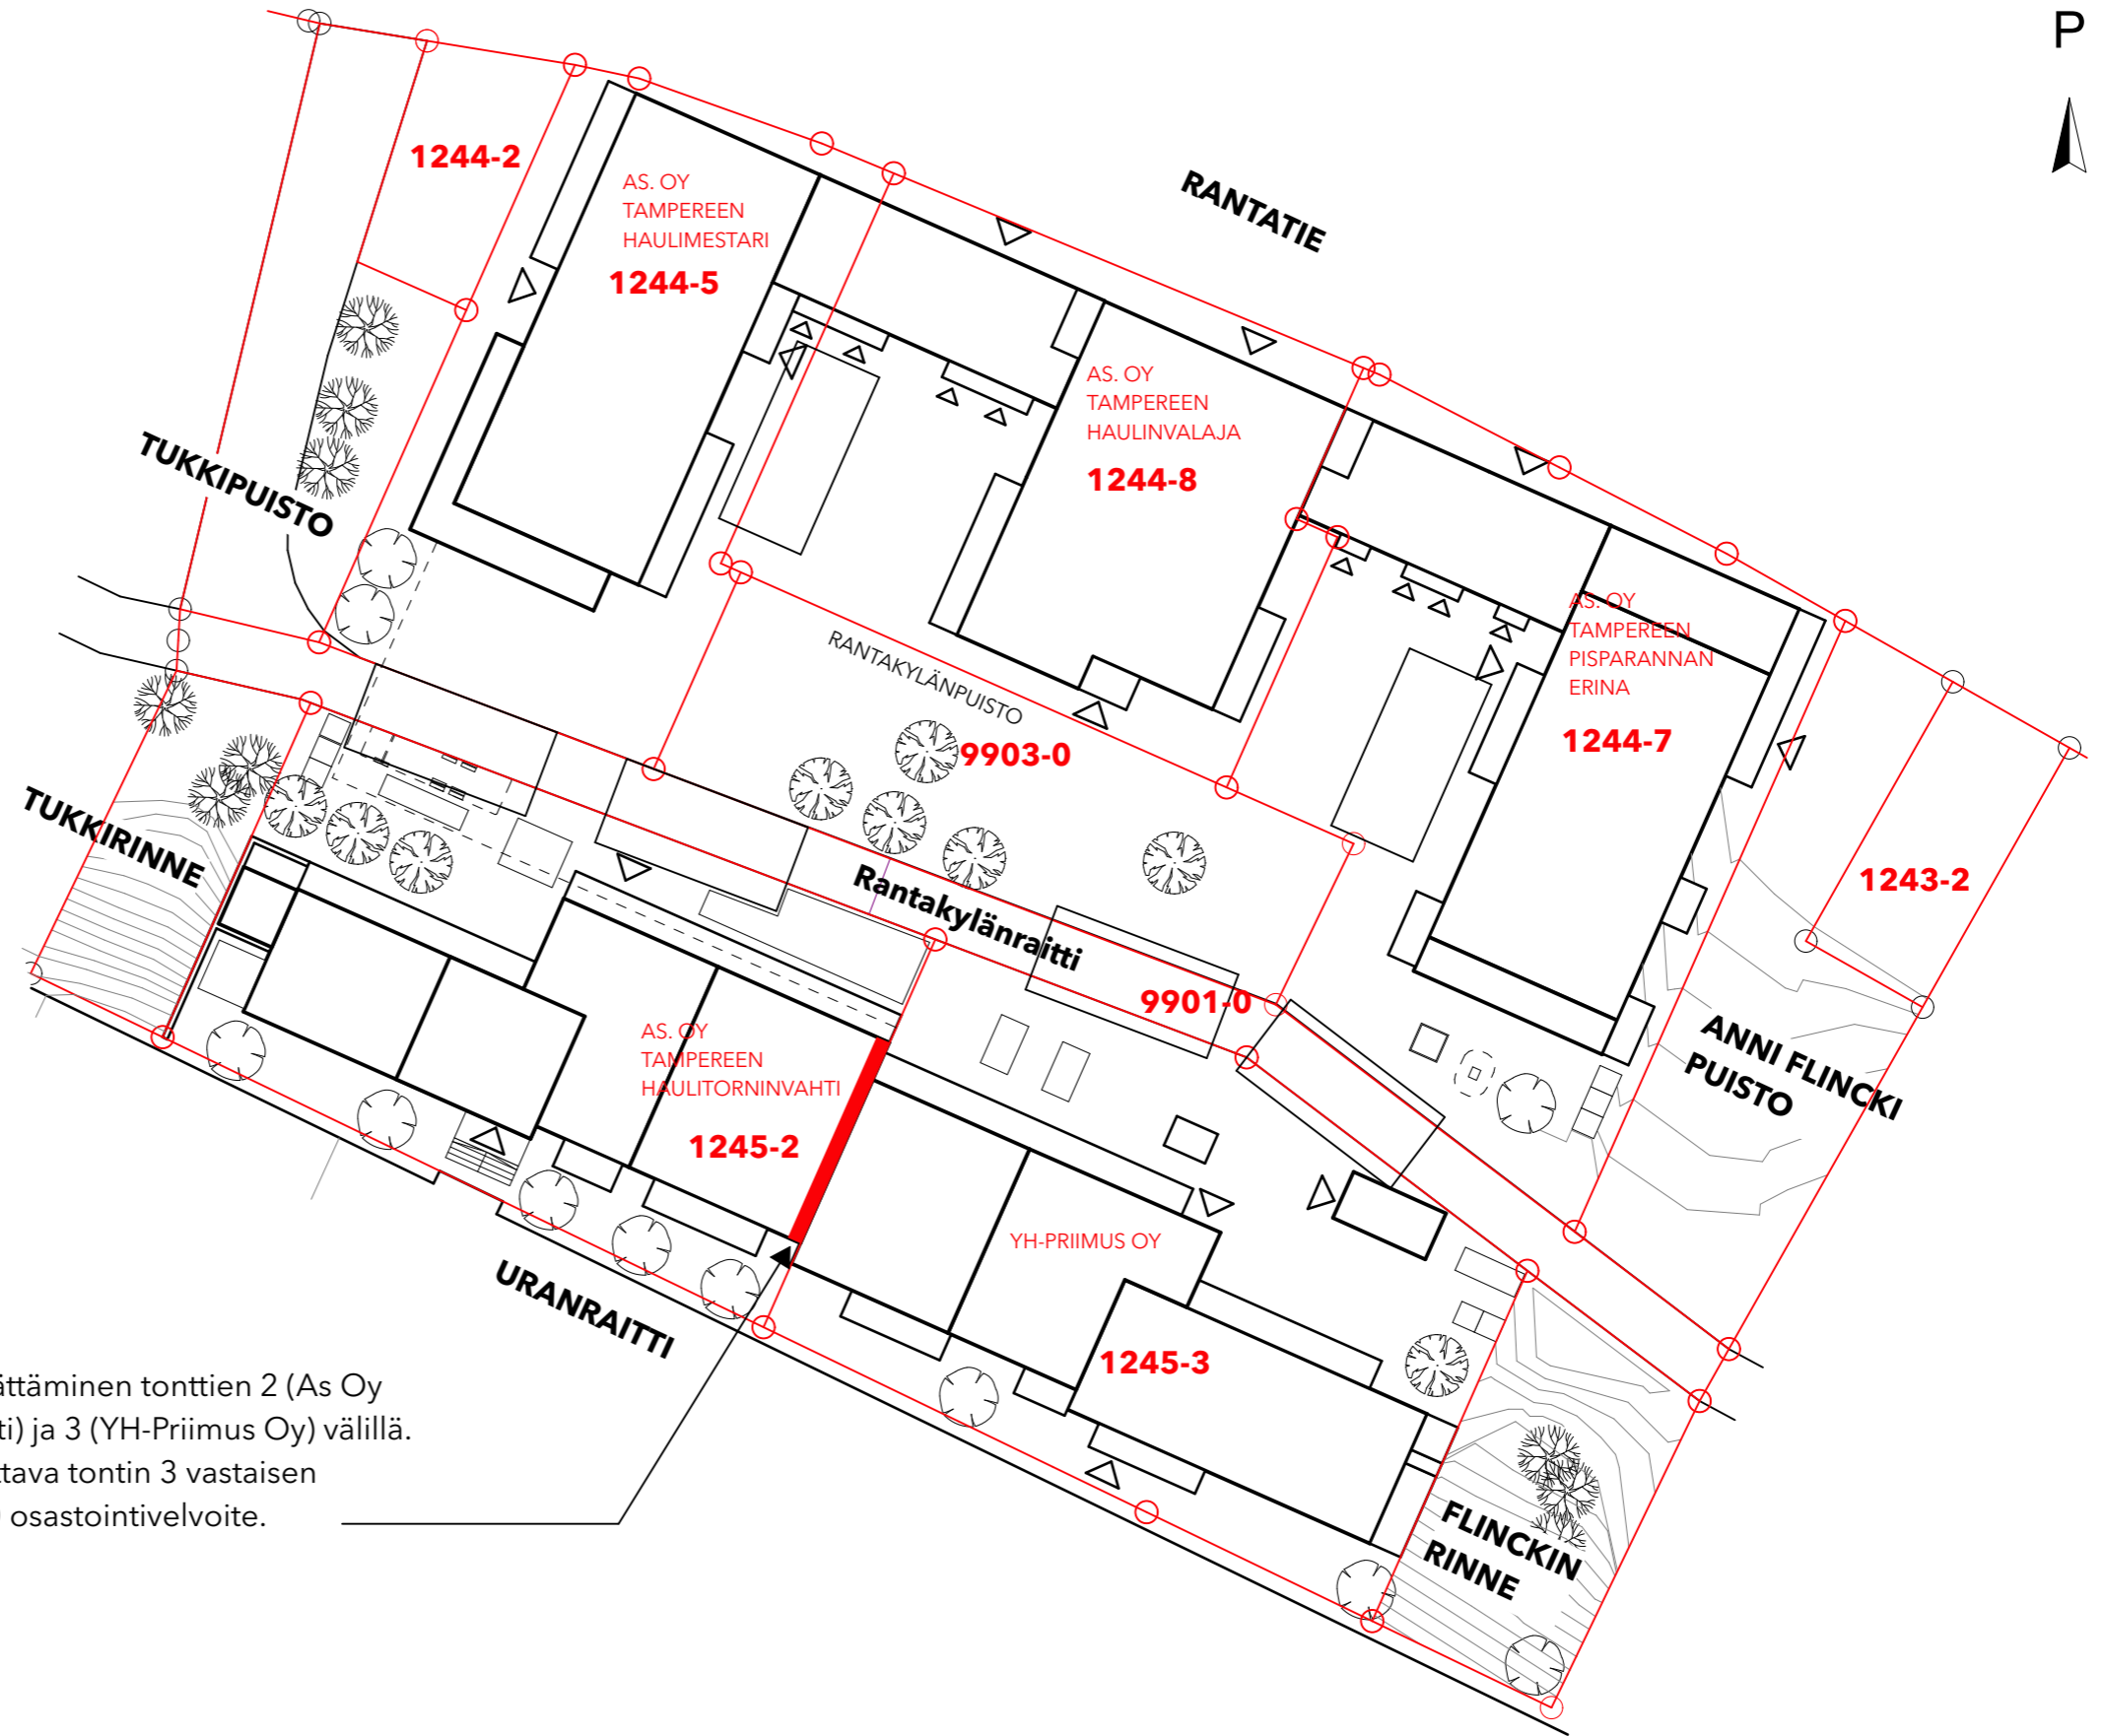 P
1244-2
AS. OY
TAMPEREEN
HAULIMESTARI
1244-5
RANTATIE
AS. OY
TAMPEREEN
HAULINVALAJA
1244-8
TUKKIPUISTO
AS. OY
TAMPEREEN
PISPARANNAN
ERINA
1244-7
RANTAKYLÄNPUISTO
9903-0
TUKKIRINNE
Rantakylänraitti
1243-2
9901-0
AS. OY
TAMPEREEN
HAULITORNINVAHTI
1245-2
ANNI FLINCKI
PUISTO
YH-PRIIMUS OY
URANRAITTI
1245-3
ättäminen tonttien 2 (As Oy
ti) ja 3 (YH-Priimus Oy) välillä.
ttava tontin 3 vastaisen
osastointivelvoite.
FLINCKIN
RINNE